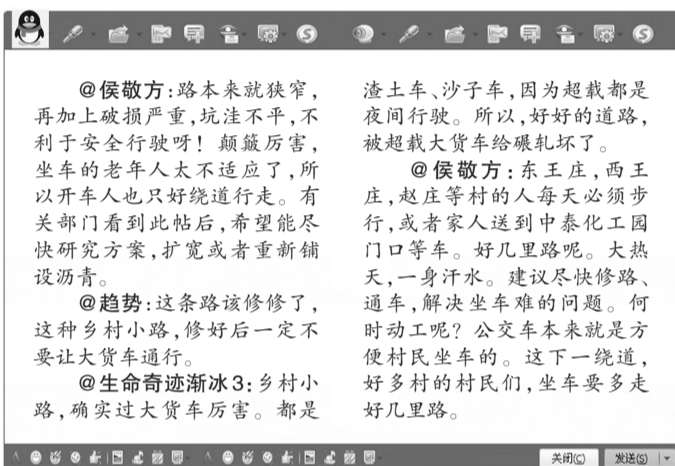 @侯敬方:路本来就狭窄,
再加上破损严重,坑洼不平,不
利于安全行驶呀! 颠簸厉害,
坐车的老年人太不适应了,所
以开车人也只好绕道行走。有
关部门看到此帖后,希望能尽
快研究方案,扩宽或者重新铺
设沥青。
@趋势:这条路该修修了,
这种乡村小路,修好后一定不
要让大货车通行。
@生命奇迹渐冰3:乡村小
路,确实过大货车厉害。都是
渣土车、沙子车,因为超载都是
夜间行驶。所以,好好的道路,
被超载大货车给碾轧坏了。
@侯敬方:东王庄,西王
庄,赵庄等村的人每天必须步
行,或者家人送到中泰化工园
门口等车。好几里路呢。大热
天,一身汗水。建议尽快修路、
通车,解决坐车难的问题。何
时动工呢?公交车本来就是方
便村民坐车的。这下一绕道,
好多村的村民们,坐车要多走
好几里路。
关闭(C) 发送(S)